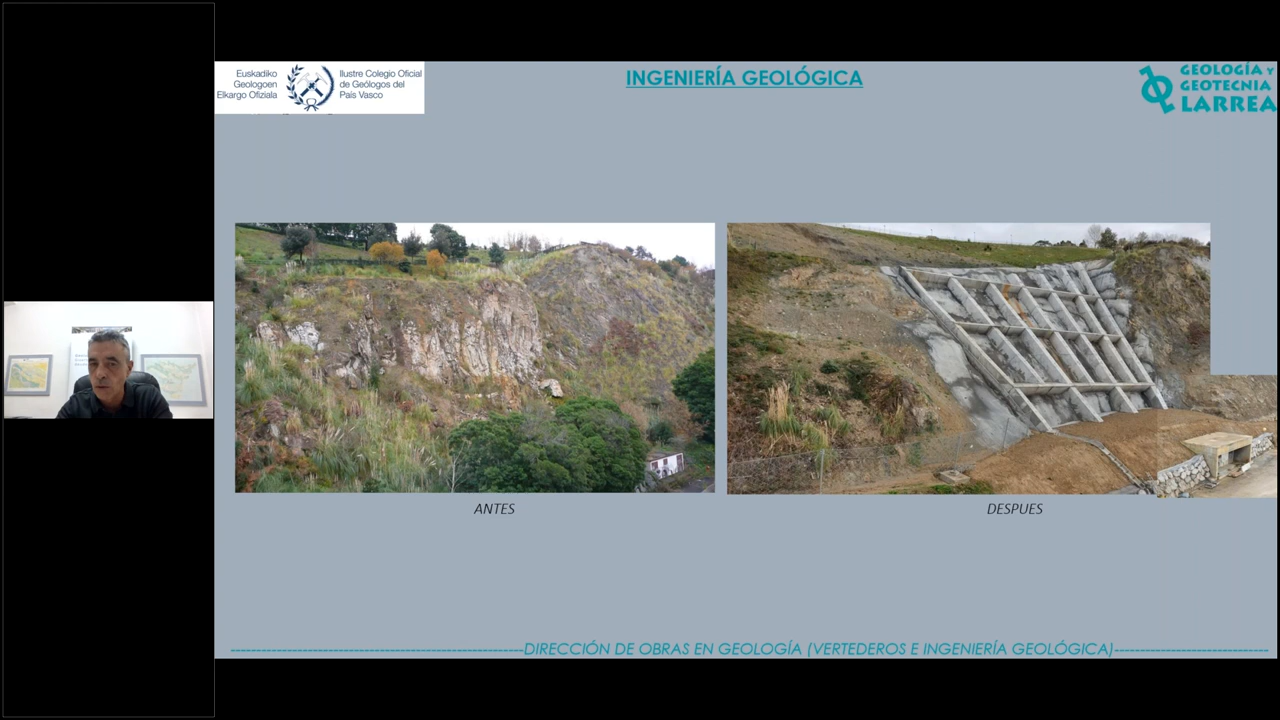 Euskadiko
Geologoen
Elkargo Ofiziala
Ilustre Colegio Oficial
de Geólogos del
País Vasco
INGENIERÍA GEOLÓGICA
GEOLOGÍA Y
GEOTECNIA
LARREA
ANTES
DESPUES
DIRECCIÓN DE OBRAS EN GEOLOGÍA (VERTEDEROS E INGENIERÍA GEOLÓGICA)